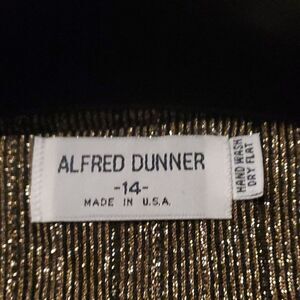 ALFRED DUNNER
-14-
MADE IN U.S.A.
HAND WASH
DRY FLAT